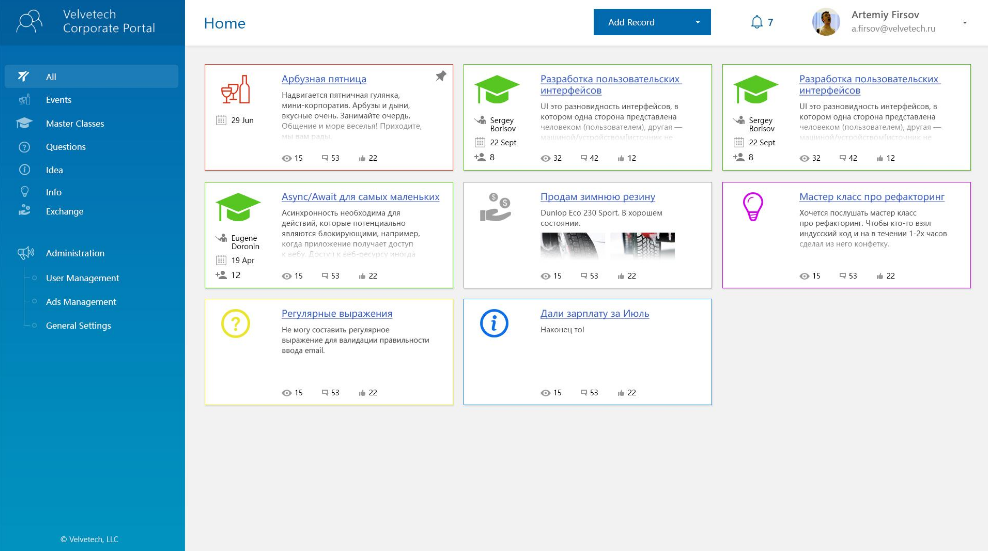 Velvetech
Corporate Portal
Home
Add Record
7
Artemiy Firsov
a.firsov@velvetech.ru
All
Events
Master Classes
Questions
Idea
Info
Exchange
Administration
User Management
Ads Management
General Settings
© Velvetech, LLC
Арбузная пятница
Надвигается пятничная гулянка,
мини-корпоратив. Арбузы и дыни,
вкусные очень. Занимайте очердь.
Общение и море веселья! Приходите,
29 Jun
15 53 22
Разработка пользовательских
интерфейсов
UI это разновидность интерфейсов, в
котором одна сторона представлена
человеком (пользователем), другая —
Sergey
Borisov
22 Sept
8
32 42 12
Разработка пользовательских
интерфейсов
UI это разновидность интерфейсов, в
котором одна сторона представлена
человеком (пользователем), другая —
Sergey
Borisov
22 Sept
8
32 42 12
Async/Await для самых маленьких
Асинхронность необходима для
действий, которые потенциально
являются блокирующими, например,
когда приложение получает доступ
Eugene
Doronin
19 Apr
12
15 53 22
Продам зимнюю резину
Dunlop Eco 230 Sport. В хорошем
состоянии.
15 53 22
Мастер класс про рефакторинг
Хочется послушать мастер класс
про рефакторинг. Чтобы кто-то взял
индусский код и на в течении 1-2х часов
сделал из него конфетку.
15 53 22
Регулярные выражения
Не могу составить регулярное
выражение для валидации правильности
ввода email.
15 53 22
Дали зарплату за Июль
Наконец то!
15 53 22